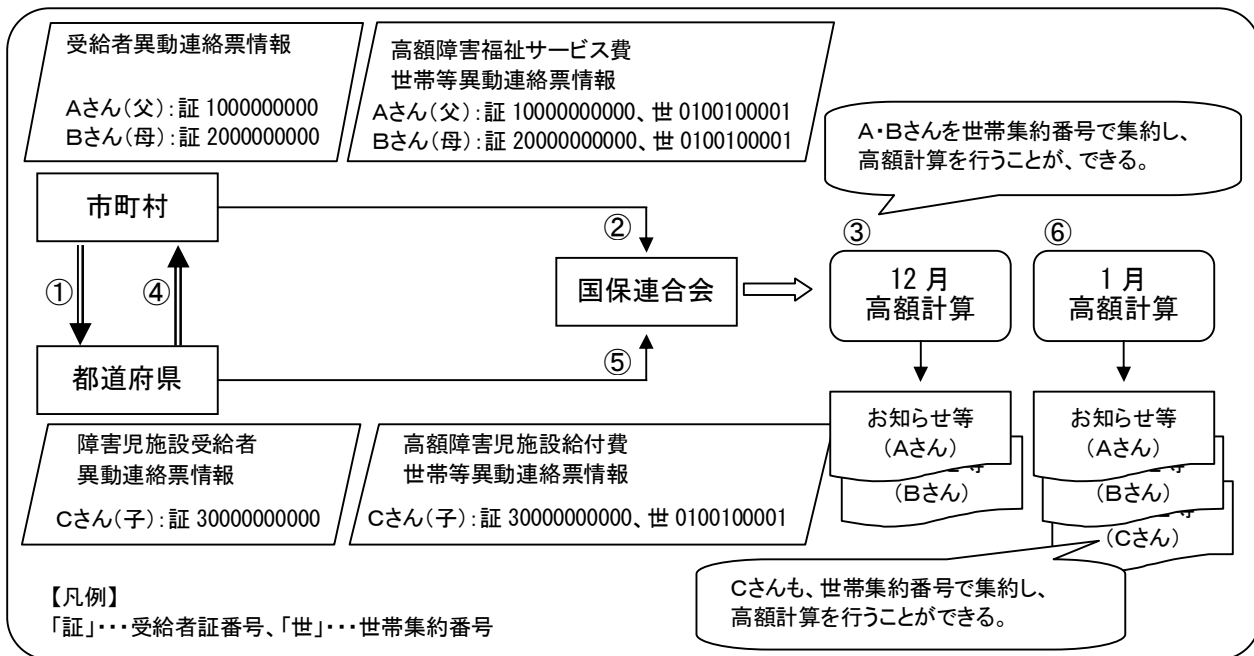 受給者異動連絡票情報
Aさん(父):証 1000000000
Bさん(母):証 2000000000
高額障害福祉サービス費
世帯等異動連絡票情報
Aさん(父):証 10000000000、世 0100100001
Bさん(母):証 20000000000、世 0100100001
A・Bさんを世帯集約番号で集約し、
高額計算を行うことが、できる。
市町村
①
④
②
国保連合会
⑤
都道府県
③
12 月
高額計算
⑥
1 月
高額計算
お知らせ等
(Aさん)
等
(Bさん)
お知らせ等
(Aさん)
等
(Bさん)
等
(Cさん)
障害児施設受給者
異動連絡票情報
Cさん(子):証 30000000000
高額障害児施設給付費
世帯等異動連絡票情報
Cさん(子):証 30000000000、世 0100100001
Cさんも、世帯集約番号で集約し、
高額計算を行うことができる。
【凡例】
「証」・・・受給者証番号、「世」・・・世帯集約番号